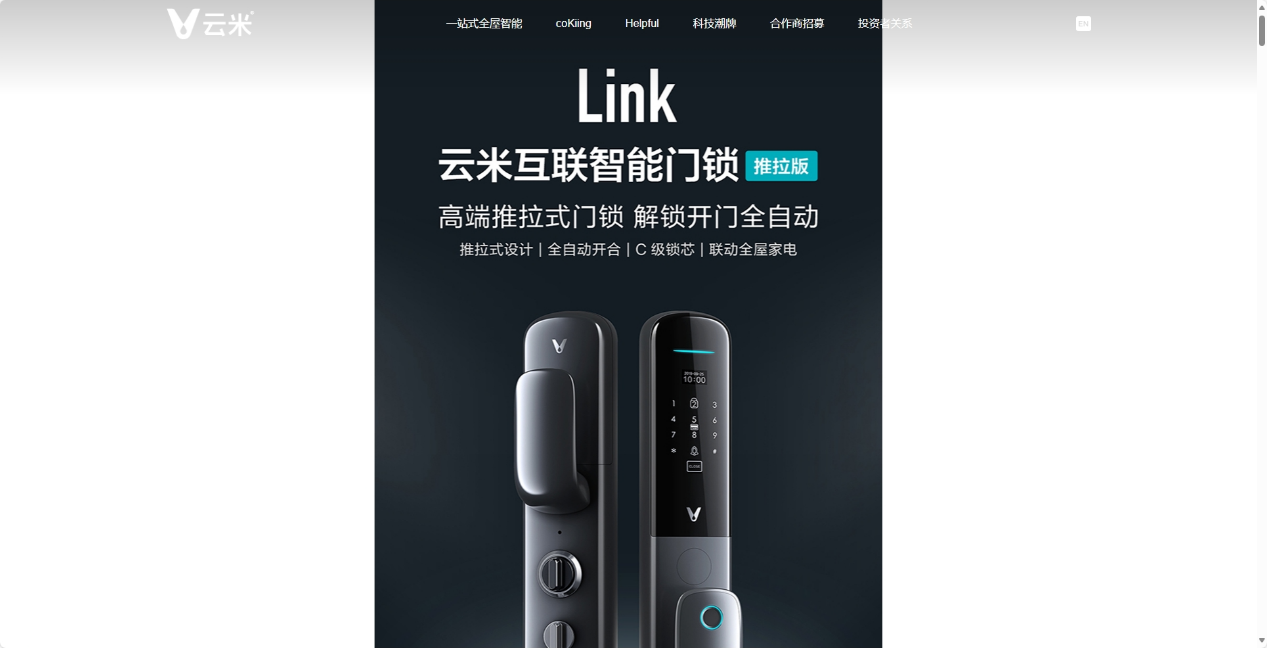 云米
一站式全屋智能 coKiing Helpful 科技潮牌 合作商招募 投资者关系 EN
Link
云米互联智能门锁 推拉版
高端推拉式门锁 解锁开门全自动
推拉式设计 | 全自动开合 | C 级锁芯 | 联动全屋家电
10:00
1 2 3
4 5 6
7 8 9
* #